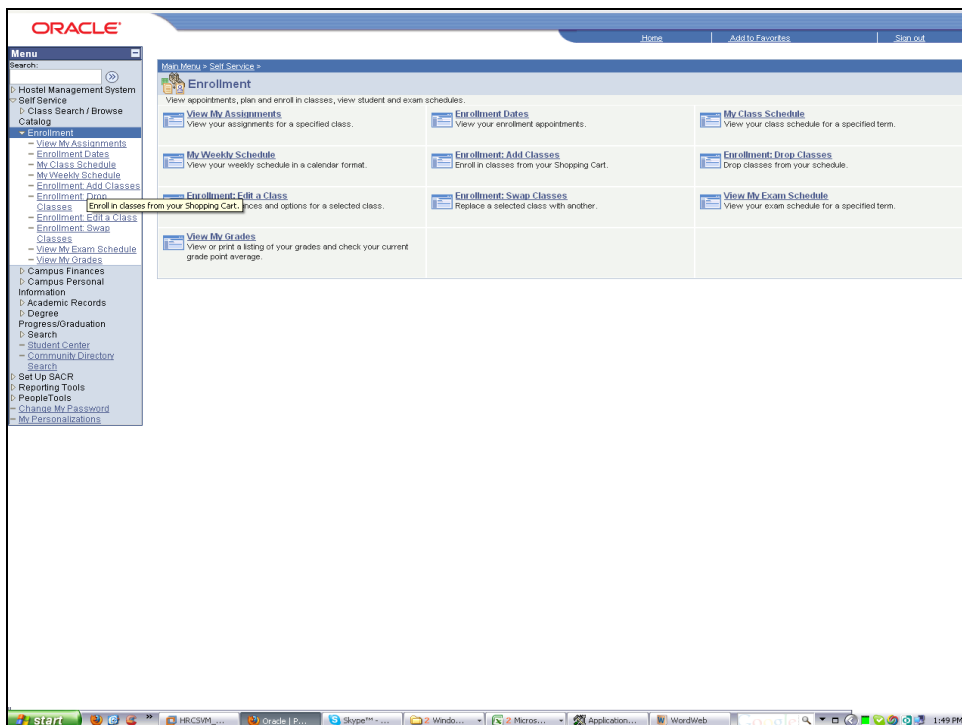 ORACLE'
Home
Add to Favorites
Sign out
Menu
Search:
Hostel Management System
Self Service
Class Search / Browse
Catalog
Enrollment
View My Assignments
Enrollment Dates
My Class Schedule
My Weekly Schedule
Enrollment: Add Classes
Enrollment: Drop
Classes
Enroll in classes from your Shopping Cart.
Enrollment: Edit a Class
Enrollment: Swap
Classes
View My Exam Schedule
View My Grades
Campus Finances
Campus Personal
Information
Academic Records
Degree
Progress/Graduation
Search
Student Center
Community Directory
Search
Set Up SACR
Reporting Tools
PeopleTools
Change My Password
My Personalizations
Main Menu > Self Service >
Enrollment
View appointments, plan and enroll in classes, view student and exam schedules.
View My Assignments
View your assignments for a specified class.
Enrollment Dates
View your enrollment appointments.
My Class Schedule
View your class schedule for a specified term.
My Weekly Schedule
View your weekly schedule in a calendar format.
Enrollment: Add Classes
Enroll in classes from your Shopping Cart.
Enrollment: Drop Classes
Drop classes from your schedule.
Enrollment: Edit a Class
nces and options for a selected class.
Enrollment: Swap Classes
Replace a selected class with another.
View My Exam Schedule
View your exam schedule for a specified term.
View My Grades
View or print a listing of your grades and check your current
grade point average.
start
HRCSVM_...
Oracle | P...
Skype™ - ...
2 Windo...
2 Micros...
Application...
WordWeb
1:49 PM